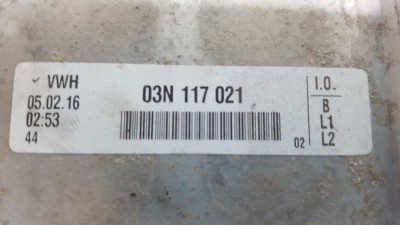 ✓ VWH
05.02.16
02:53
44
03N 117 021
02
I.O.
B
L1
L2